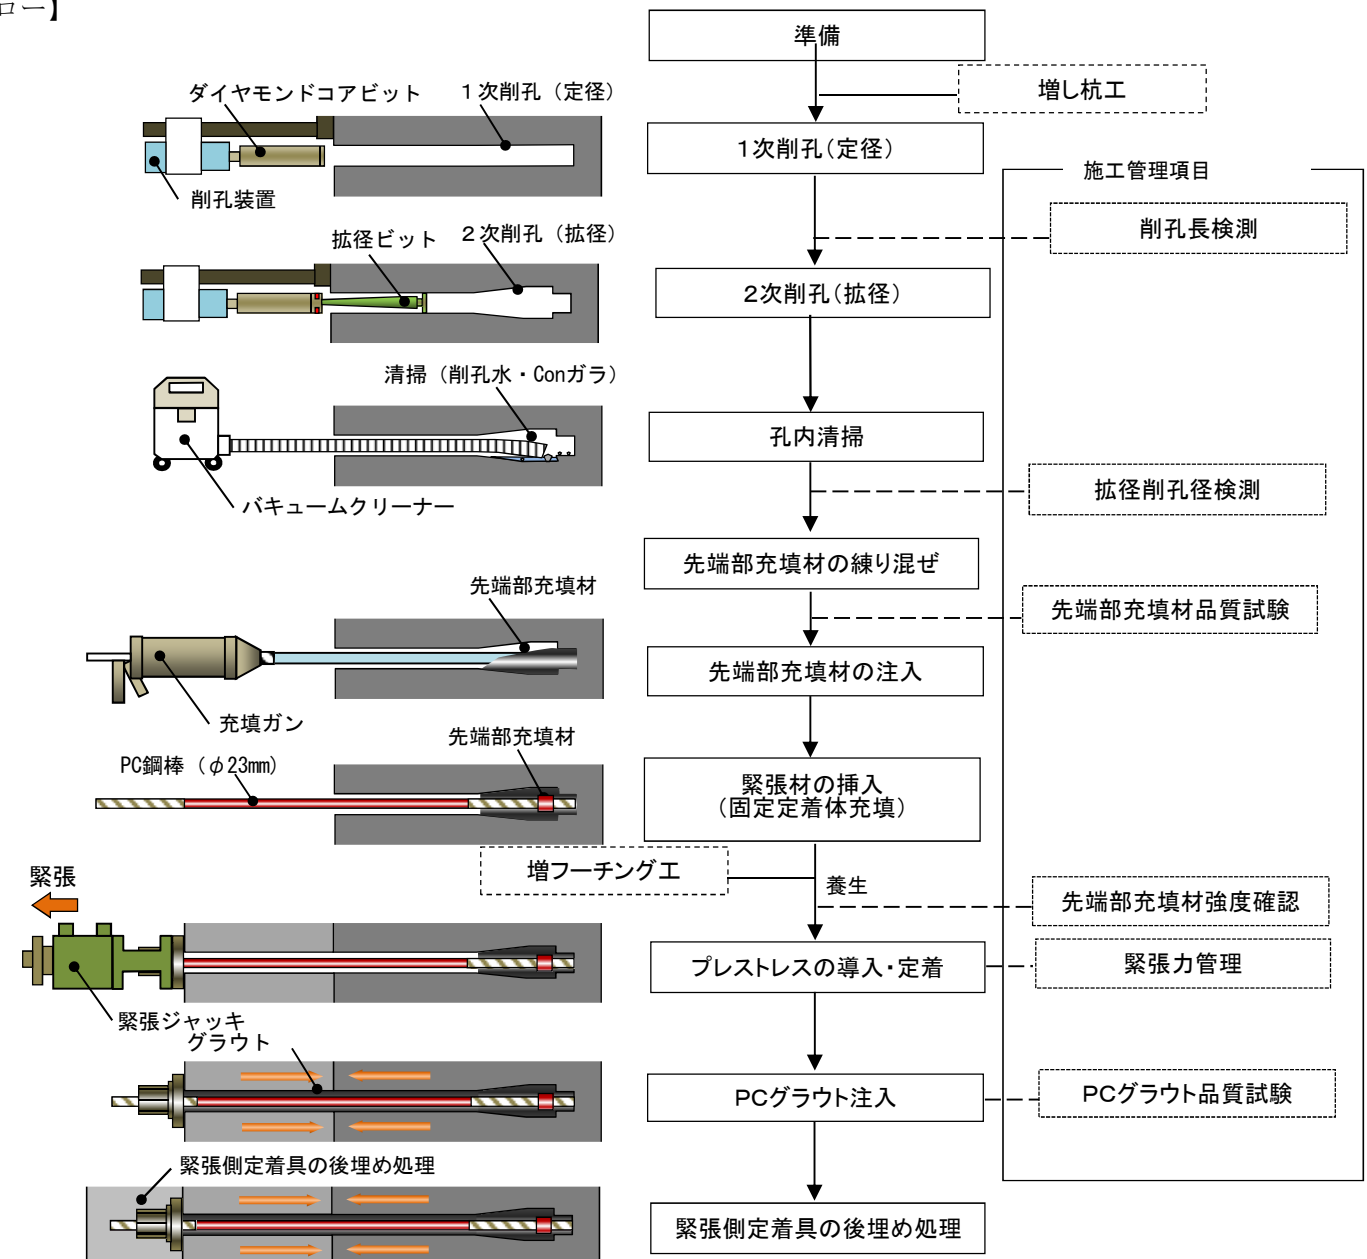 ロー】
準備
増し杭工
ダイヤモンドコアビット
1次削孔（定径）
1次削孔（定径）
削孔装置
施工管理項目
削孔長検測
拡径ビット
2次削孔（拡径）
2次削孔（拡径）
清掃（削孔水・Conガラ）
孔内清掃
拡径削孔径検測
バキュームクリーナー
先端部充填材の練り混ぜ
先端部充填材
先端部充填材品質試験
先端部充填材の注入
充填ガン
先端部充填材
PC鋼棒（φ23mm）
緊張材の挿入
（固定定着体充填）
増フーチング工
養生
緊張
先端部充填材強度確認
プレストレスの導入・定着
緊張力管理
緊張ジャッキ
グラウト
PCグラウト注入
PCグラウト品質試験
緊張側定着具の後埋め処理
緊張側定着具の後埋め処理